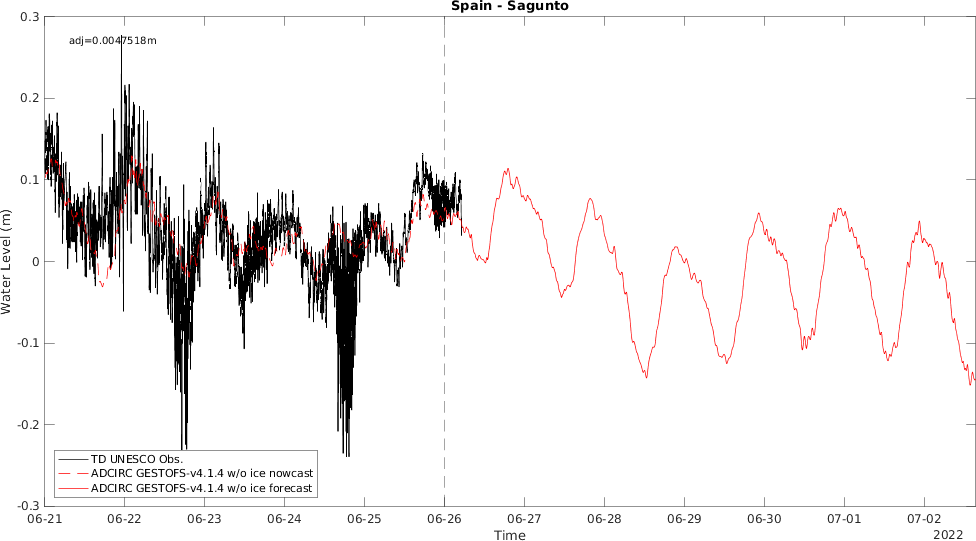 Spain - Sagunto
adj=0.0047518m
Water Level (m)
0.3
0.2
0.1
0
-0.1
-0.2
-0.3
TD UNESCO Obs.
ADCIRC GESTOFS-v4.1.4 w/o ice nowcast
ADCIRC GESTOFS-v4.1.4 w/o ice forecast
06-21 06-22 06-23 06-24 06-25 06-26 06-27 06-28 06-29 06-30 07-01 07-02
Time
2022